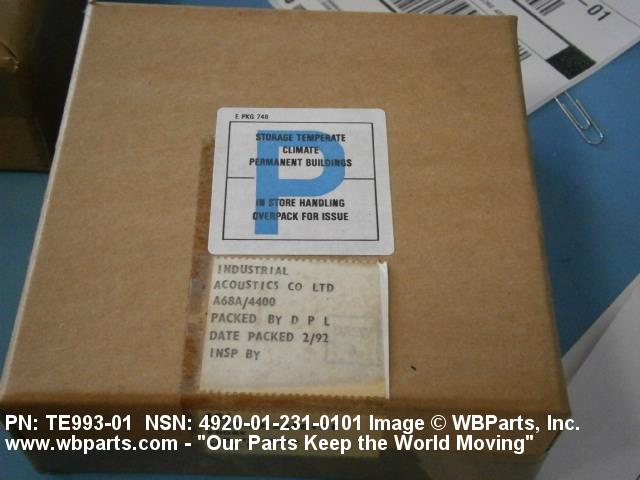 -01
E PKG 748
P
STORAGE TEMPERATE
CLIMATE
PERMANENT BUILDINGS
IN STORE HANDLING
OVERPACK FOR ISSUE
INDUSTRIAL
ACOUSTICS CO LTD
A68A/4400
PACKED BY D P L
DATE PACKED 2/92
INSP BY
PN: TE993-01 NSN: 4920-01-231-0101 Image © WBParts, Inc.
www.wbparts.com - "Our Parts Keep the World Moving"